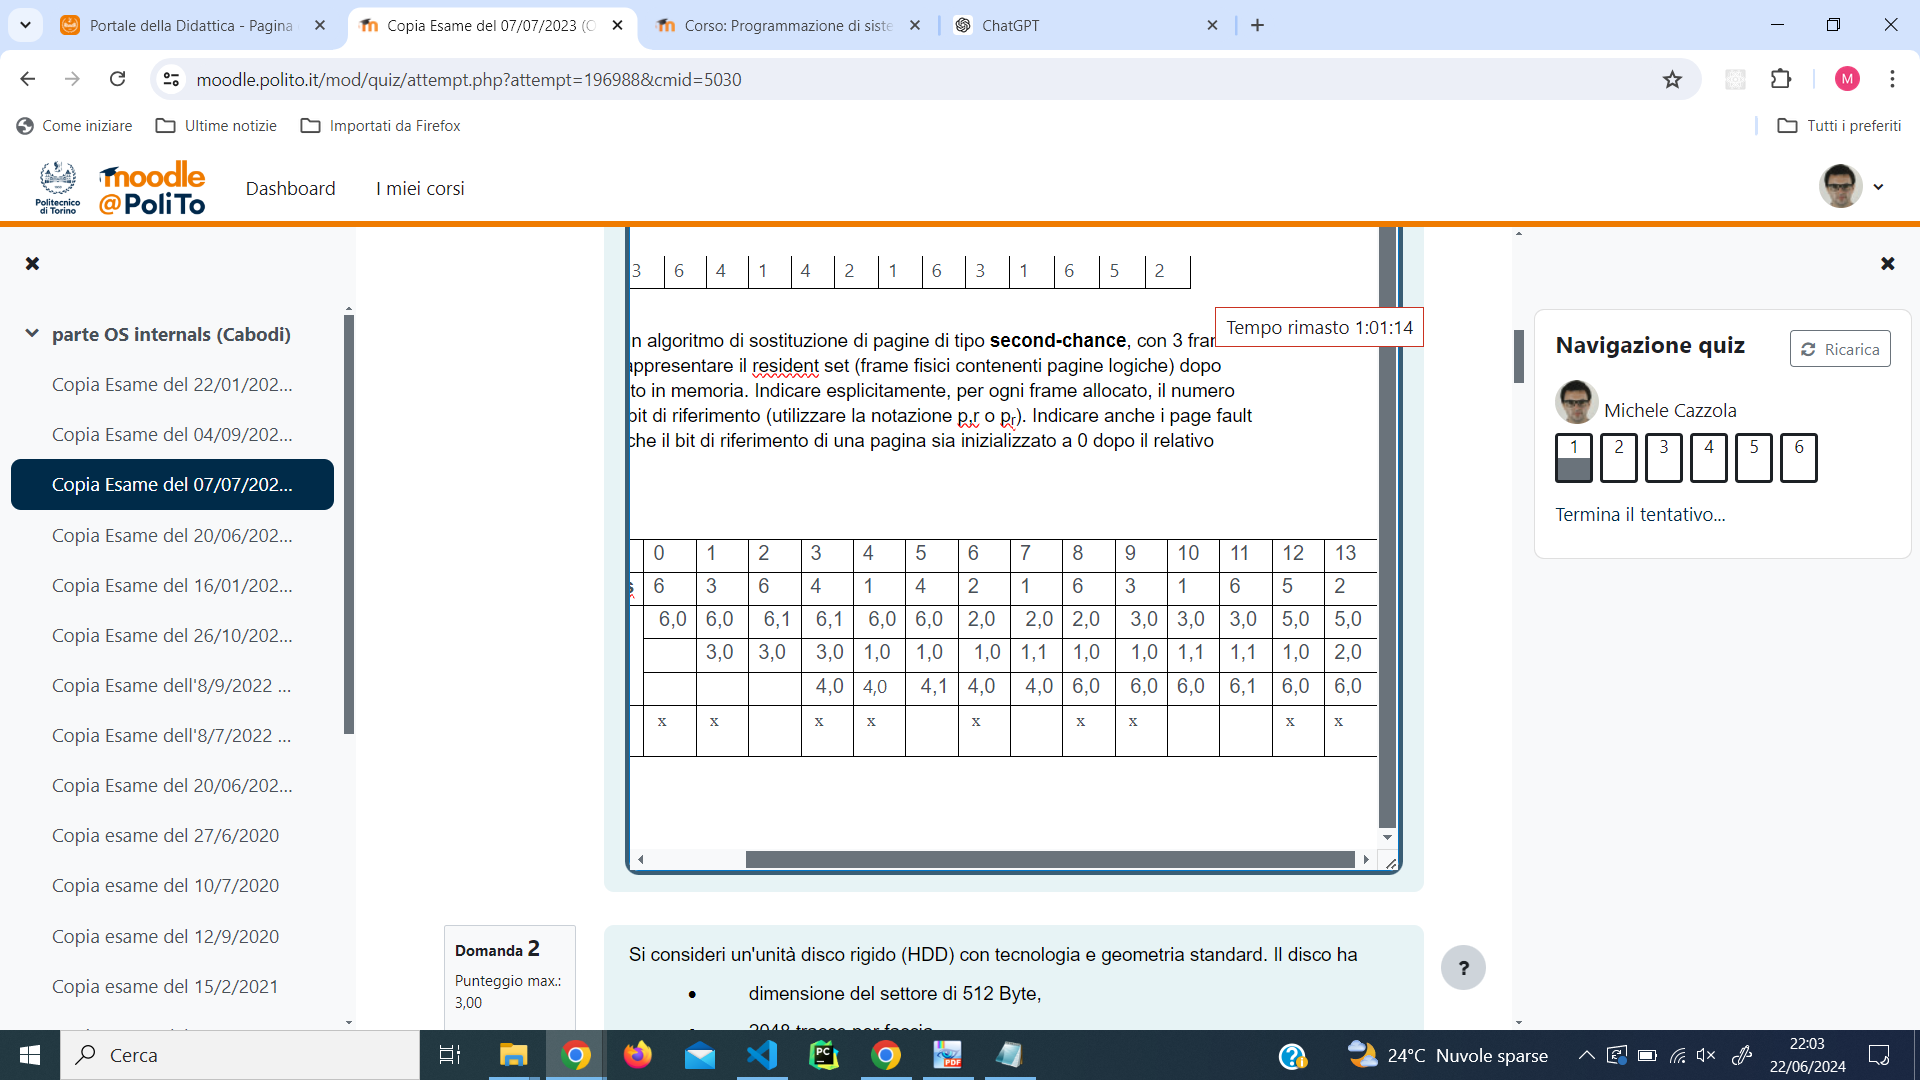 Portale della Didattica - Pagina
Copia Esame del 07/07/2023 (O
Corso: Programmazione di siste
ChatGPT
moodle.polito.it/mod/quiz/attempt.php?attempt=196988&cmid=5030
M
Come iniziare
Ultime notizie
Importati da Firefox
Tutti i preferiti
Politecnico
di Torino
moodle
@PoliTo
Dashboard
I miei corsi
parte OS internals (Cabodi)
Copia Esame del 22/01/202...
Copia Esame del 04/09/202...
Copia Esame del 07/07/202...
Copia Esame del 20/06/202...
Copia Esame del 16/01/202...
Copia Esame del 26/10/202...
Copia Esame dell'8/9/2022 ...
Copia Esame dell'8/7/2022 ...
Copia Esame del 20/06/202...
Copia esame del 27/6/2020
Copia esame del 10/7/2020
Copia esame del 12/9/2020
Copia esame del 15/2/2021
3 6 4 1 4 2 1 6 3 1 6 5 2
Tempo rimasto 1:01:14
n algoritmo di sostituzione di pagine di tipo second-chance, con 3 fram
appresentare il resident set (frame fisici contenenti pagine logiche) dopo
to in memoria. Indicare esplicitamente, per ogni frame allocato, il numero
bit di riferimento (utilizzare la notazione p,r o pr). Indicare anche i page fault
che il bit di riferimento di una pagina sia inizializzato a 0 dopo il relativo
0 1 2 3 4 5 6 7 8 9 10 11 12 13
s 6 3 6 4 1 4 2 1 6 3 1 6 5 2
6,0 6,0 6,1 6,1 6,0 6,0 2,0 2,0 2,0 3,0 3,0 3,0 5,0 5,0
3,0 3,0 3,0 1,0 1,0 1,0 1,1 1,0 1,0 1,1 1,1 1,0 2,0
4,0 4,0 4,1 4,0 4,0 6,0 6,0 6,0 6,1 6,0 6,0
x x x x x x x x x
Domanda 2
Punteggio max.:
3,00
Si consideri un'unità disco rigido (HDD) con tecnologia e geometria standard. Il disco ha
• dimensione del settore di 512 Byte,
• 2048 tracce per faccia
Navigazione quiz
Ricarica
Michele Cazzola
1 2 3 4 5 6
Termina il tentativo...
?
Cerca
24°C Nuvole sparse
22:03
22/06/2024